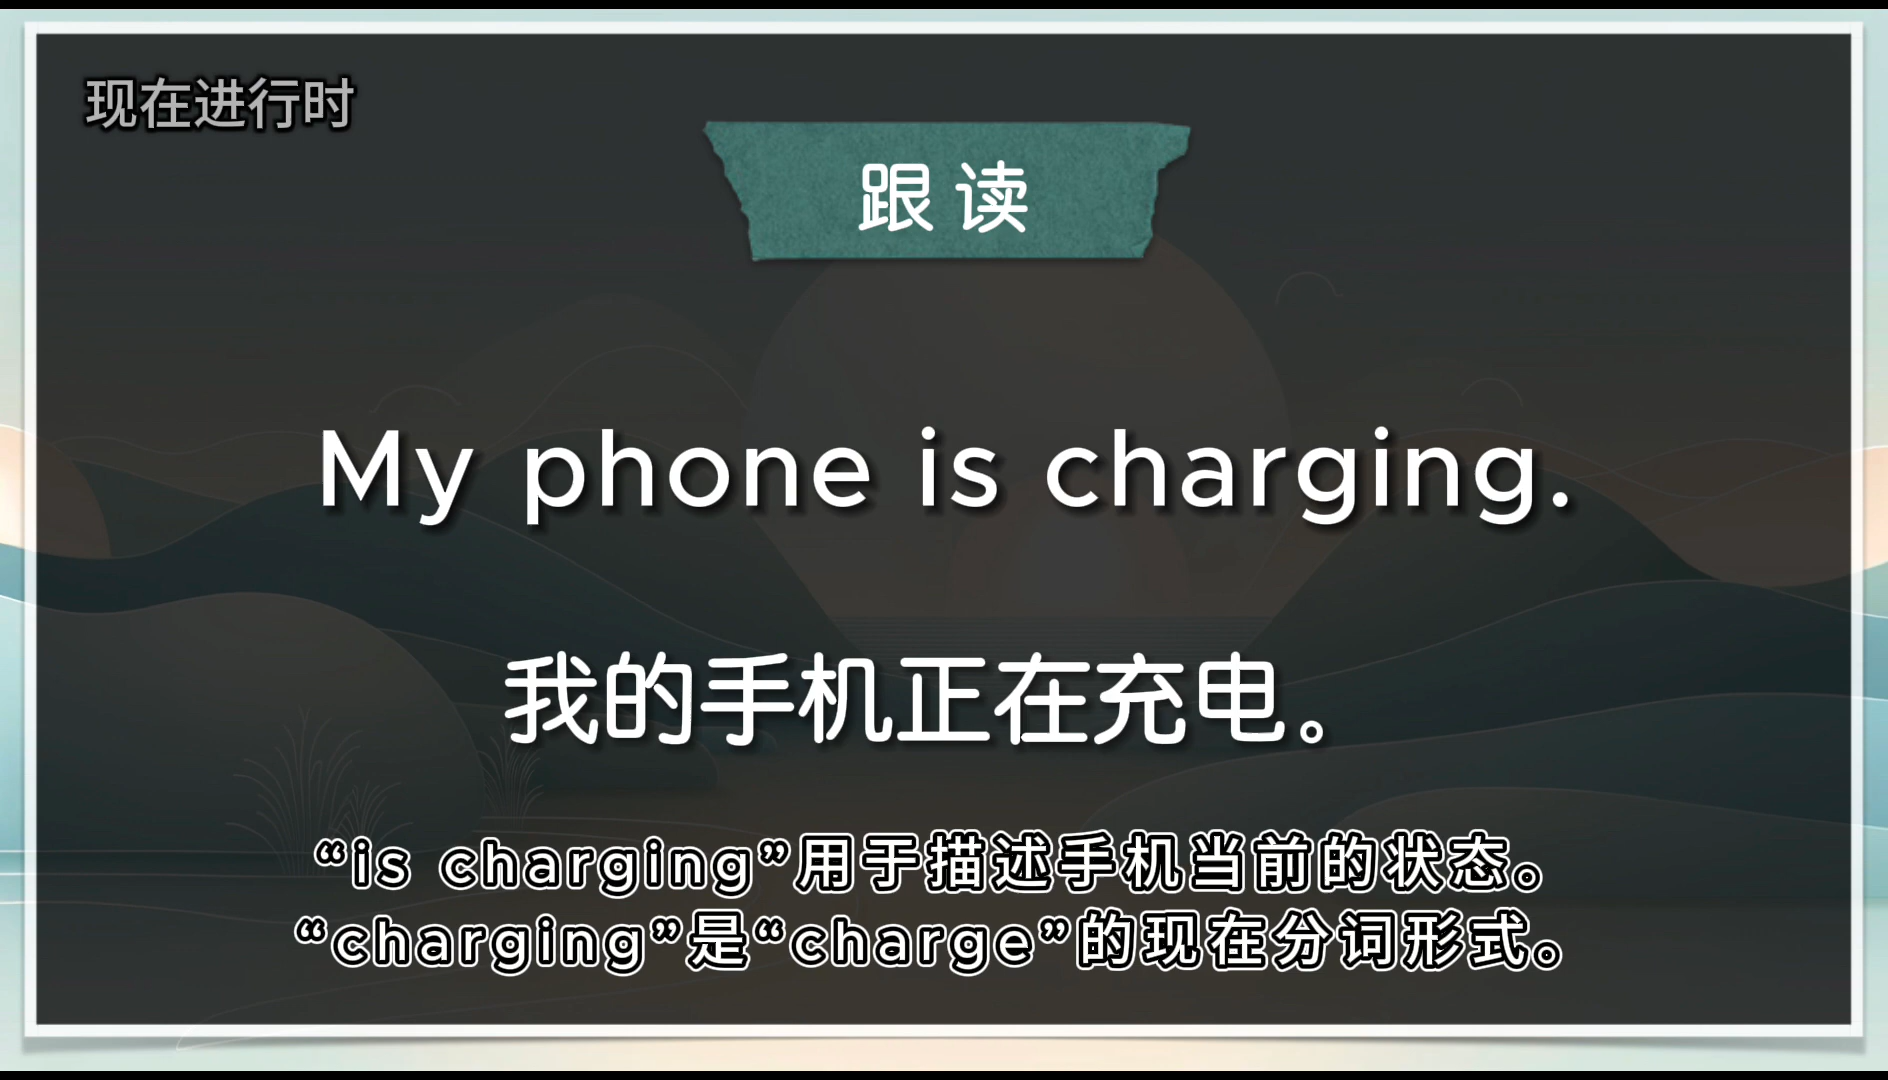 现在进行时
跟读
My phone is charging.
我的手机正在充电。
“is charging”用于描述手机当前的状态。
“charging”是“charge”的现在分词形式。